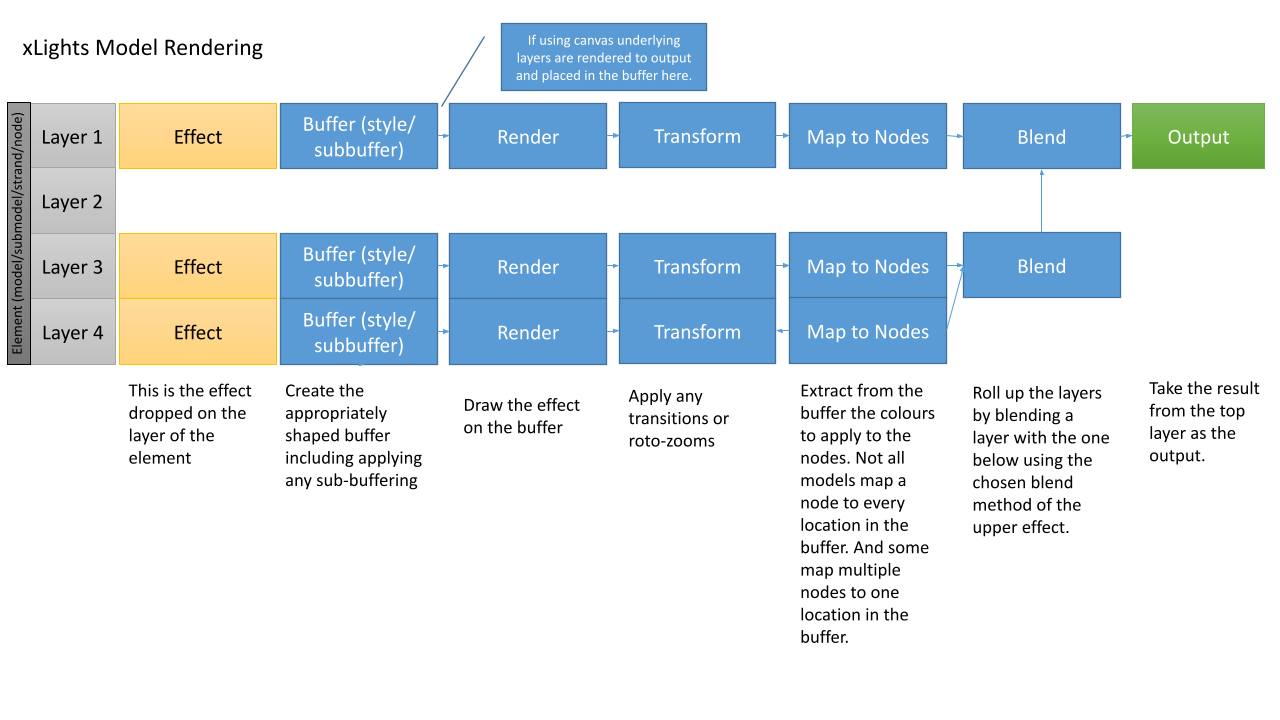 xLights Model Rendering
If using canvas underlying
layers are rendered to output
and placed in the buffer here.
Element (model/submodel/strand/node)
Layer 1
Effect
Buffer (style/
subbuffer)
Render
Transform
Map to Nodes
Blend
Output
Layer 2
Layer 3
Effect
Buffer (style/
subbuffer)
Render
Transform
Map to Nodes
Blend
Layer 4
Effect
Buffer (style/
subbuffer)
Render
Transform
Map to Nodes
This is the effect
dropped on the
layer of the
element
Create the
appropriately
shaped buffer
including applying
any sub-buffering
Draw the effect
on the buffer
Apply any
transitions or
roto-zooms
Extract from the
buffer the colours
to apply to the
nodes. Not all
models map a
node to every
location in the
buffer. And some
map multiple
nodes to one
location in the
buffer.
Roll up the layers
by blending a
layer with the one
below using the
chosen blend
method of the
upper effect.
Take the result
from the top
layer as the
output.